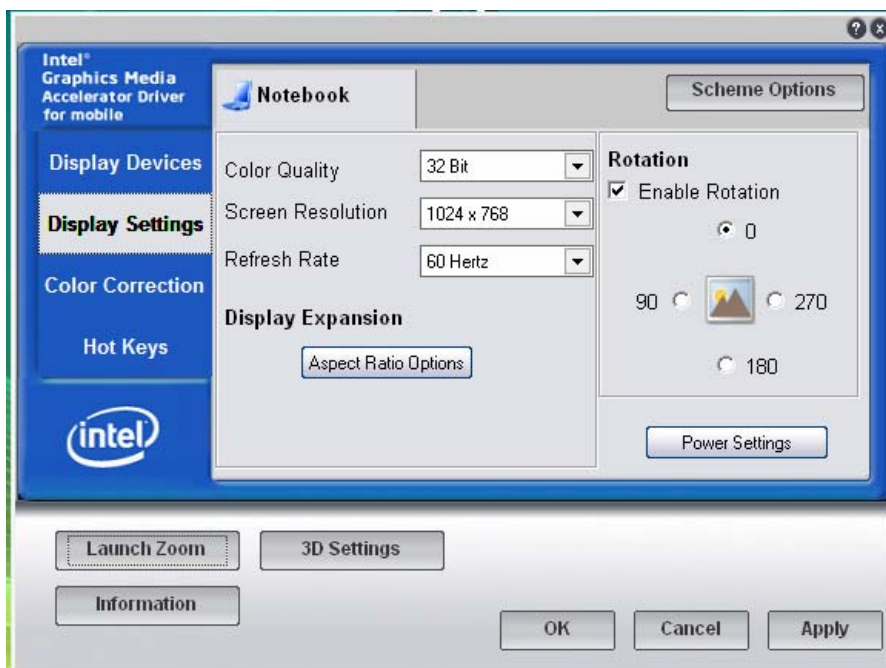 Intel®
Graphics Media
Accelerator Driver
for mobile
Notebook
Scheme Options
Display Devices
Display Settings
Color Correction
Hot Keys
Color Quality
32 Bit
Screen Resolution
1024 x 768
Refresh Rate
60 Hertz
Display Expansion
Aspect Ratio Options
Rotation
Enable Rotation
0
90
270
180
Power Settings
intel
Launch Zoom
3D Settings
Information
OK
Cancel
Apply